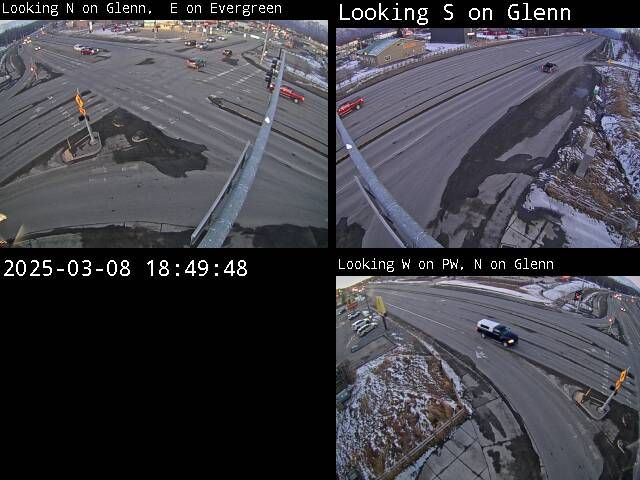 Looking N on Glenn,  E on Evergreen
Looking S on Glenn
2025-03-08 18:49:48
Looking W on PW, N on Glenn